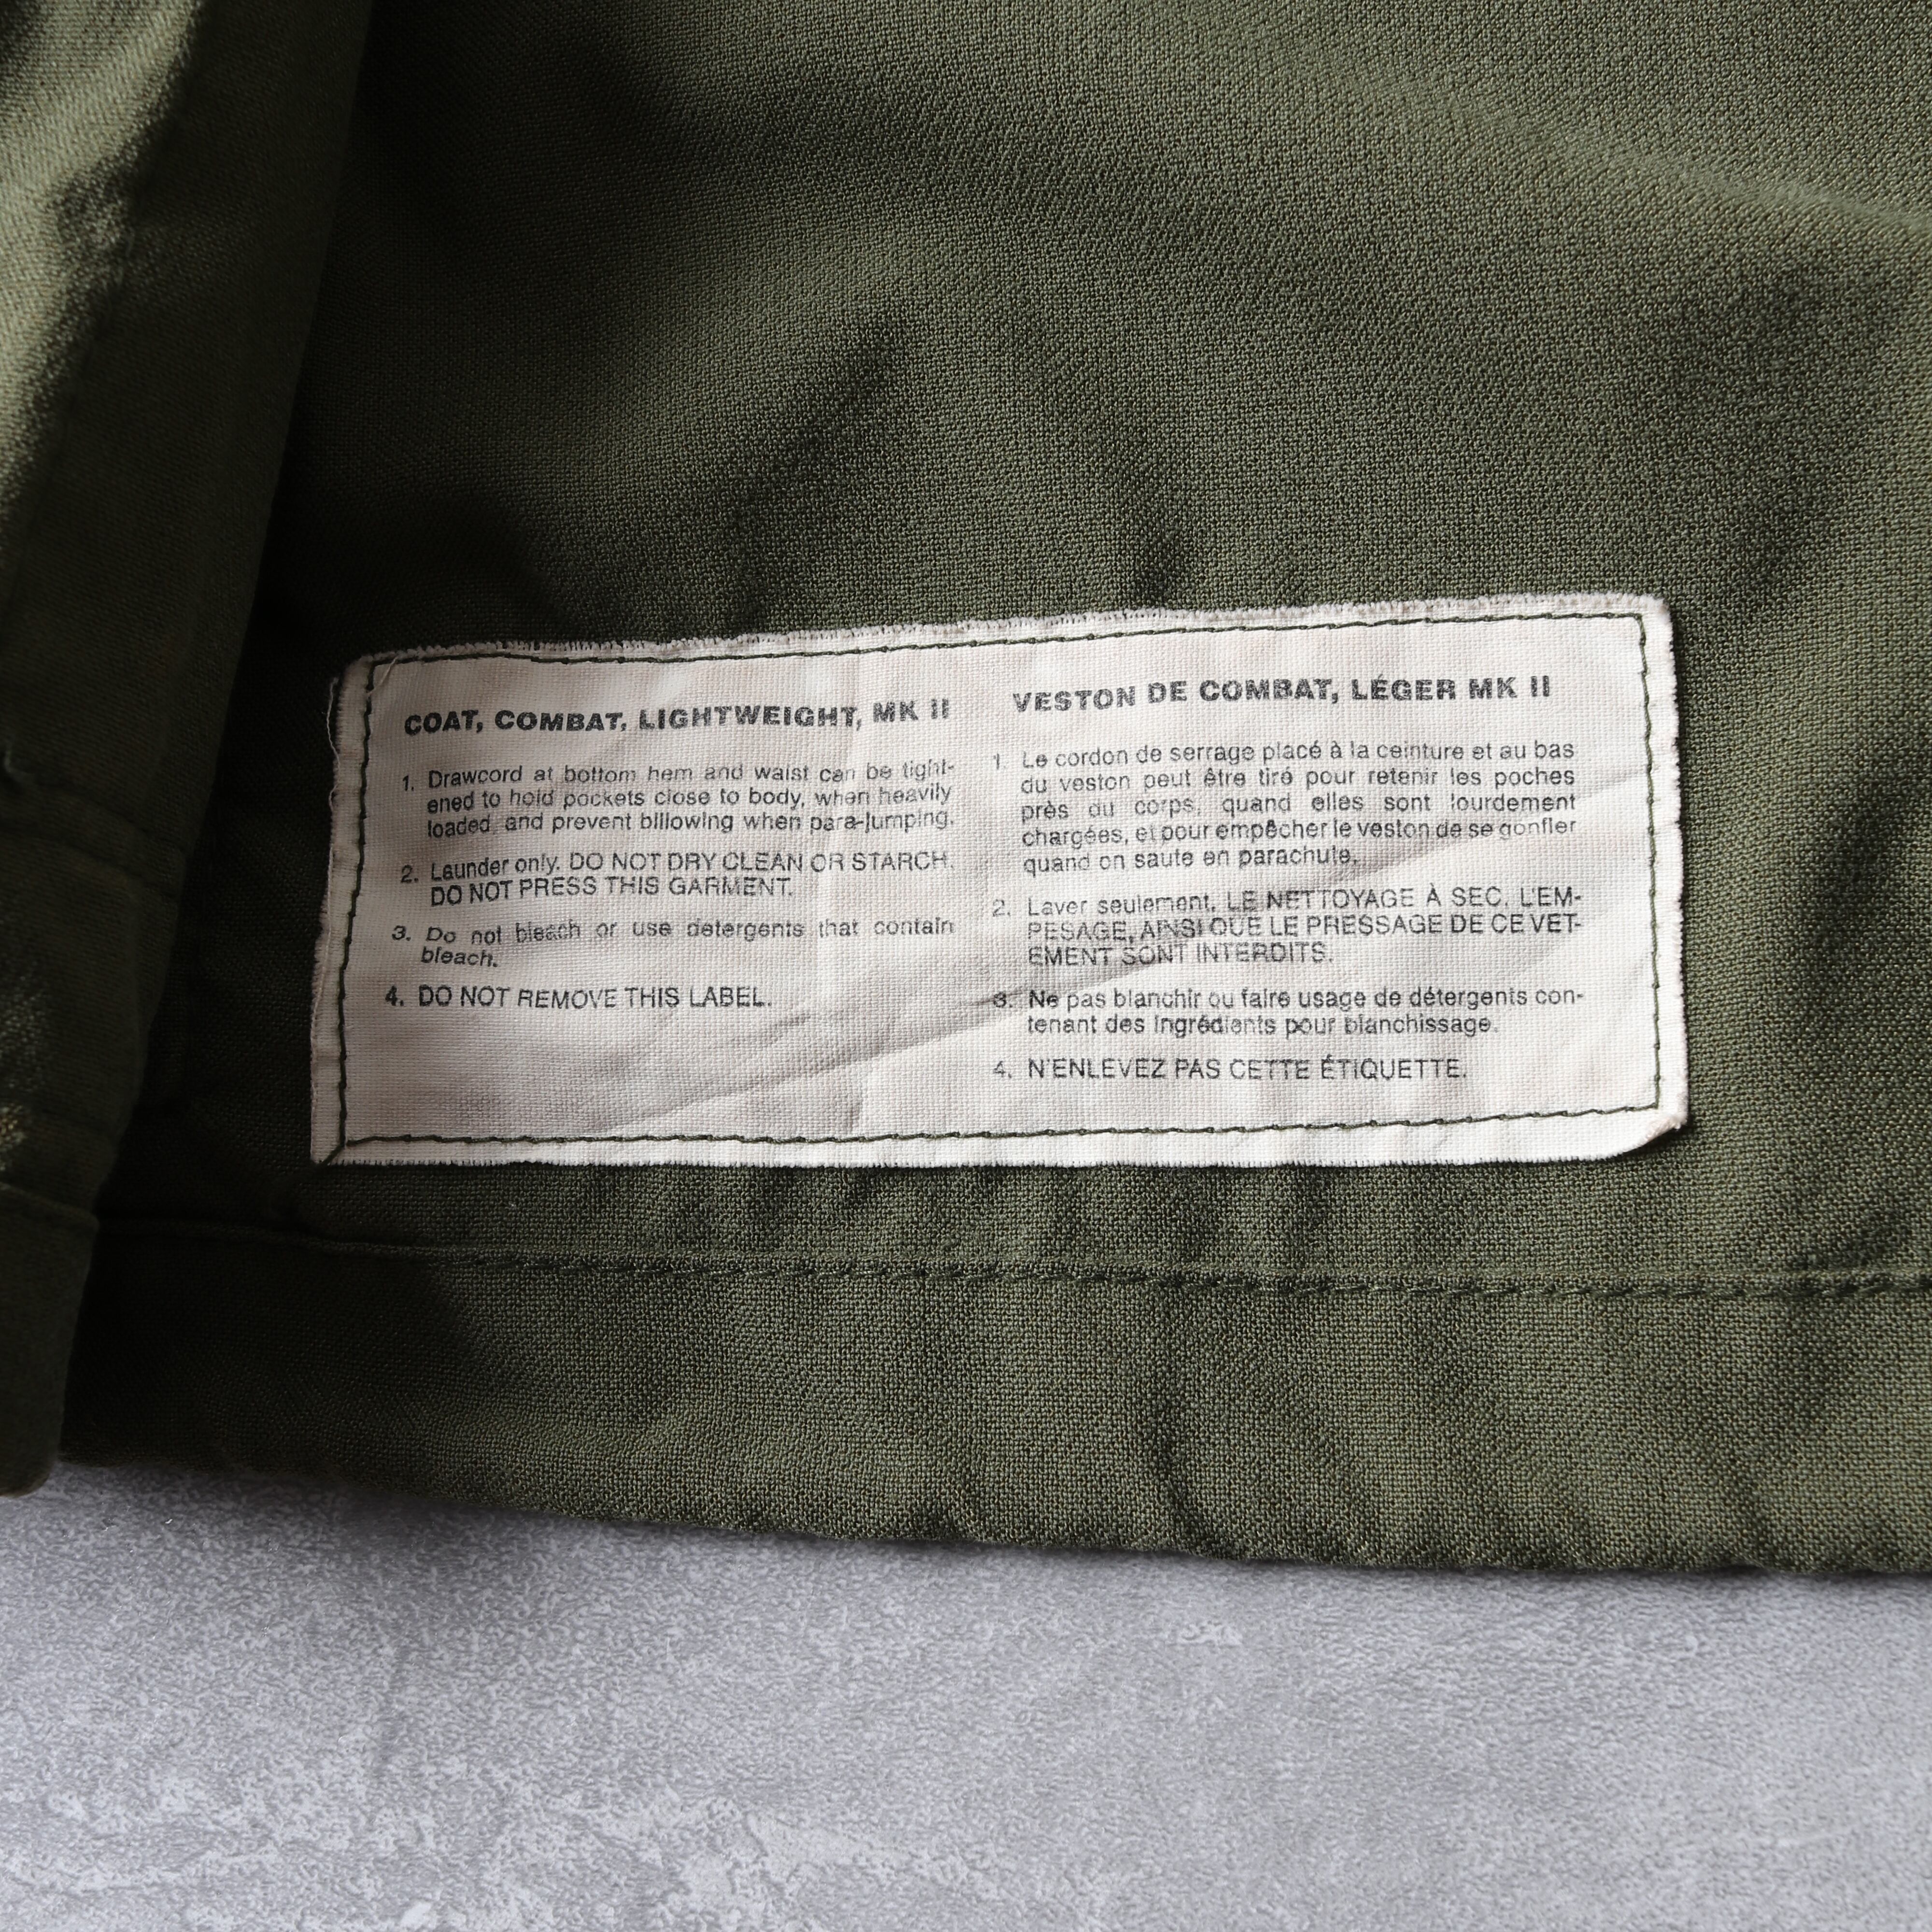 COAT, COMBAT, LIGHTWEIGHT, MK II
1. Drawcord at bottom hem and waist can be tight-
ened to hold pockets close to body, when heavily
loaded, and prevent billowing when para-jumping.
2. Launder only. DO NOT DRY CLEAN OR STARCH.
DO NOT PRESS THIS GARMENT.
3. Do not bleach or use detergents that contain
bleach.
4. DO NOT REMOVE THIS LABEL.
VESTON DE COMBAT, LÉGER MK II
1. Le cordon de serrage placé à la ceinture et au bas
du veston peut être tiré pour retenir les poches
près du corps, quand elles sont lourdement
chargées, et pour empêcher le veston de se gonfler
quand on saute en parachute.
2. Laver seulement. LE NETTOYAGE À SEC, L'EM-
PESAGE, AINSI QUE LE PRESSAGE DE CE VET-
EMENT SONT INTERDITS.
3. Ne pas blanchir ou faire usage de détergents con-
tenant des ingrédients pour blanchissage.
4. N'ENLEVEZ PAS CETTE ÉTIQUETTE.